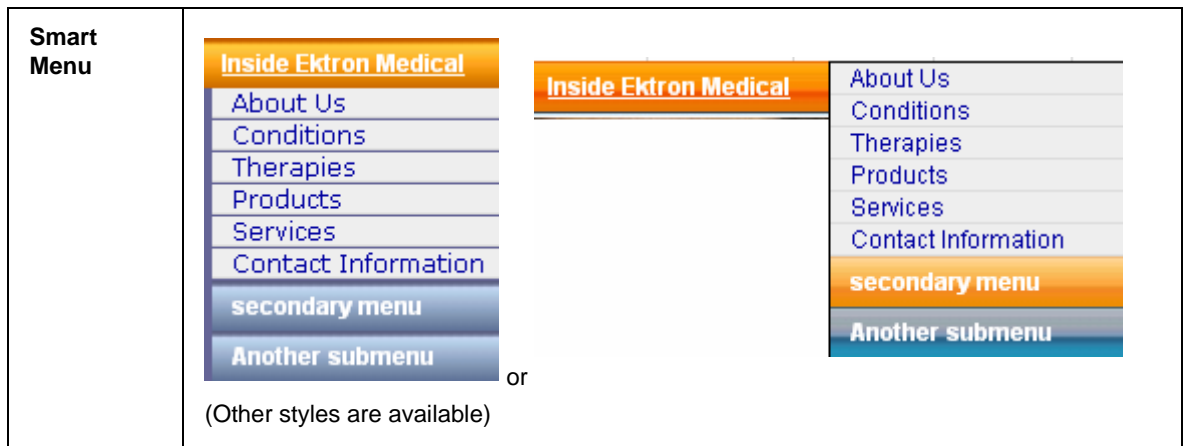 Smart
Menu
Inside Ektron Medical
About Us
Conditions
Therapies
Products
Services
Contact Information
secondary menu
Another submenu
or
Inside Ektron Medical
About Us
Conditions
Therapies
Products
Services
Contact Information
secondary menu
Another submenu
(Other styles are available)